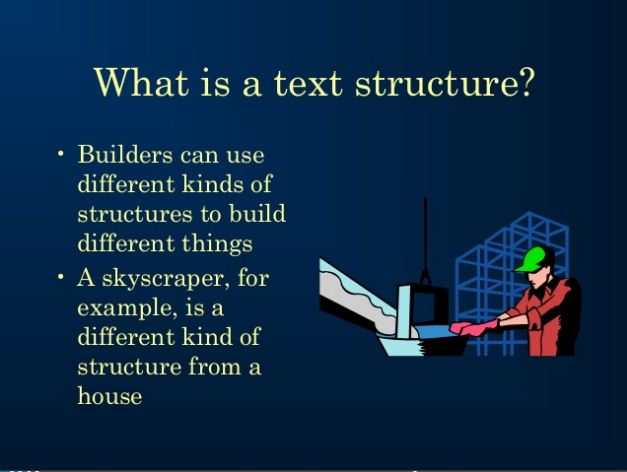 What is a text structure?
• Builders can use
different kinds of
structures to build
different things
• A skyscraper, for
example, is a
different kind of
structure from a
house